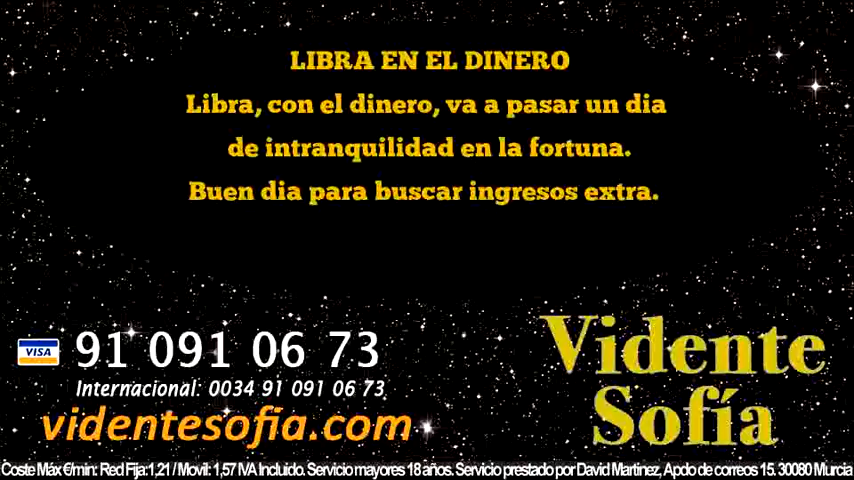 LIBRA EN EL DINERO
Libra, con el dinero, va a pasar un dia
de intranquilidad en la fortuna.
Buen dia para buscar ingresos extra.
VISA 91 091 06 73
Internacional: 0034 91 091 06 73
videntesofia.com
Vidente
Sofía
Coste Máx €/min: Red Fija:1,21 / Movil: 1,57 IVA Incluido. Servicio mayores 18 años. Servicio prestado por David Martinez, Apdo de correos 15. 30080 Murcia